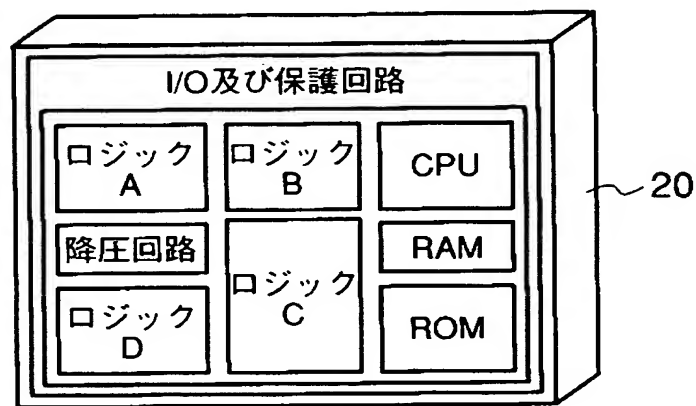 I/O及び保護回路
ロジック
A
ロジック
B
CPU
20
降圧回路
ロジック
C
RAM
ロジック
D
ROM